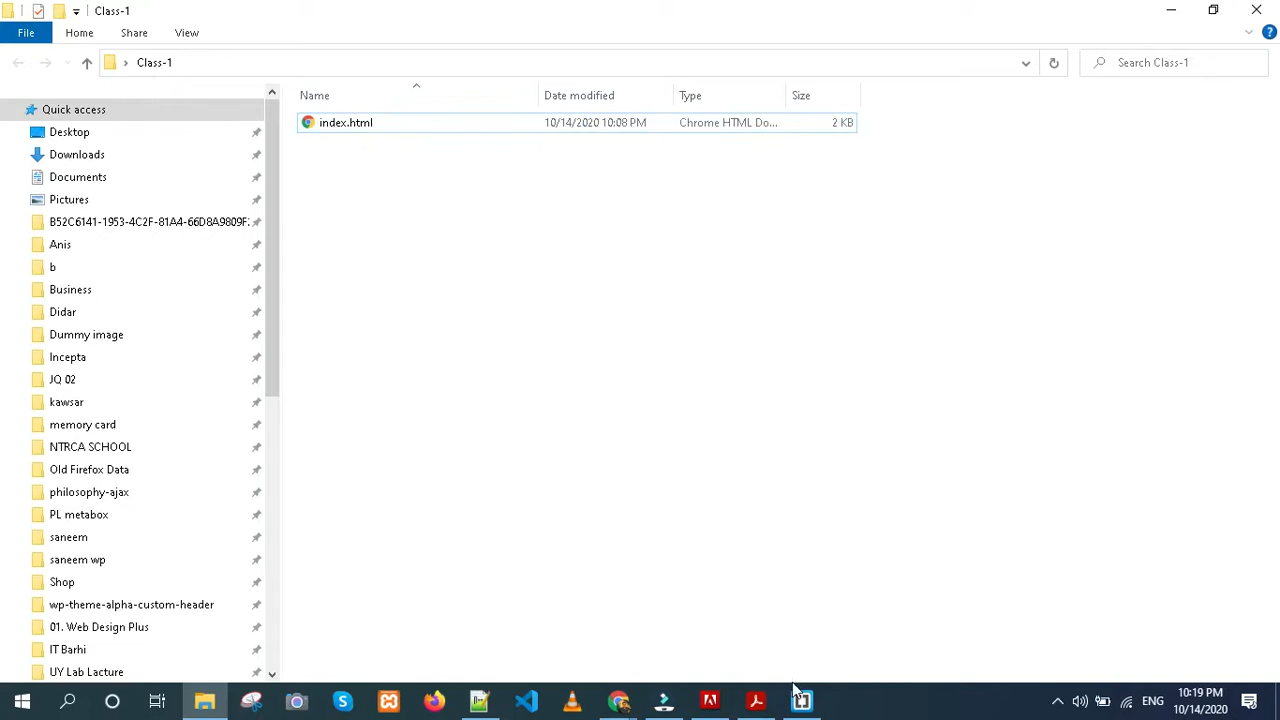 Class-1
File Home Share View
Class-1
Search Class-1
Name Date modified Type Size
Quick access
index.html 10/14/2020 10:08 PM Chrome HTML Do... 2 KB
Desktop
Downloads
Documents
Pictures
B52C6141-1953-4C2F-81A4-66D8A9809F
Anis
b
Business
Didar
Dummy image
Incepta
JQ 02
kawsar
memory card
NTRCA SCHOOL
Old Firefox Data
philosophy-ajax
PL metabox
saneem
saneem wp
Shop
wp-theme-alpha-custom-header
01. Web Design Plus
IT Barhi
UY Lab Lacture
ENG
10:19 PM
10/14/2020